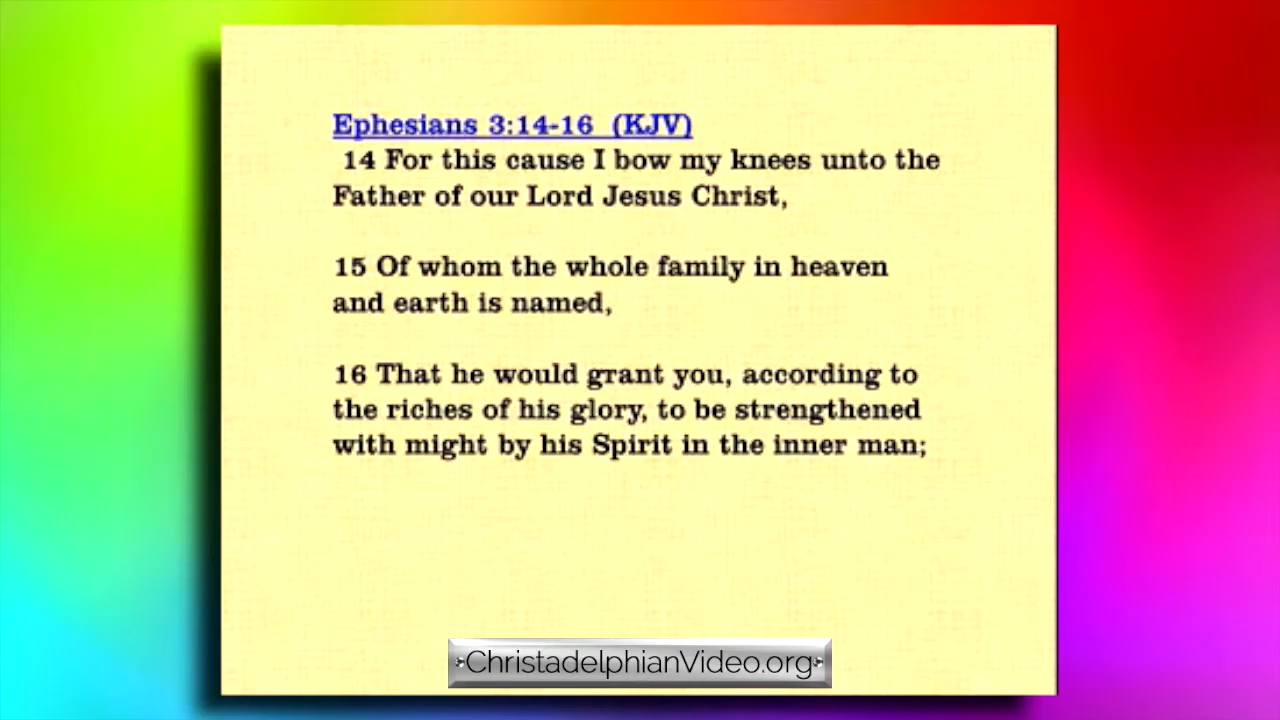 Ephesians 3:14-16 (KJV)
14 For this cause I bow my knees unto the
Father of our Lord Jesus Christ,
15 Of whom the whole family in heaven
and earth is named,
16 That he would grant you, according to
the riches of his glory, to be strengthened
with might by his Spirit in the inner man;
ChristadelphianVideo.org